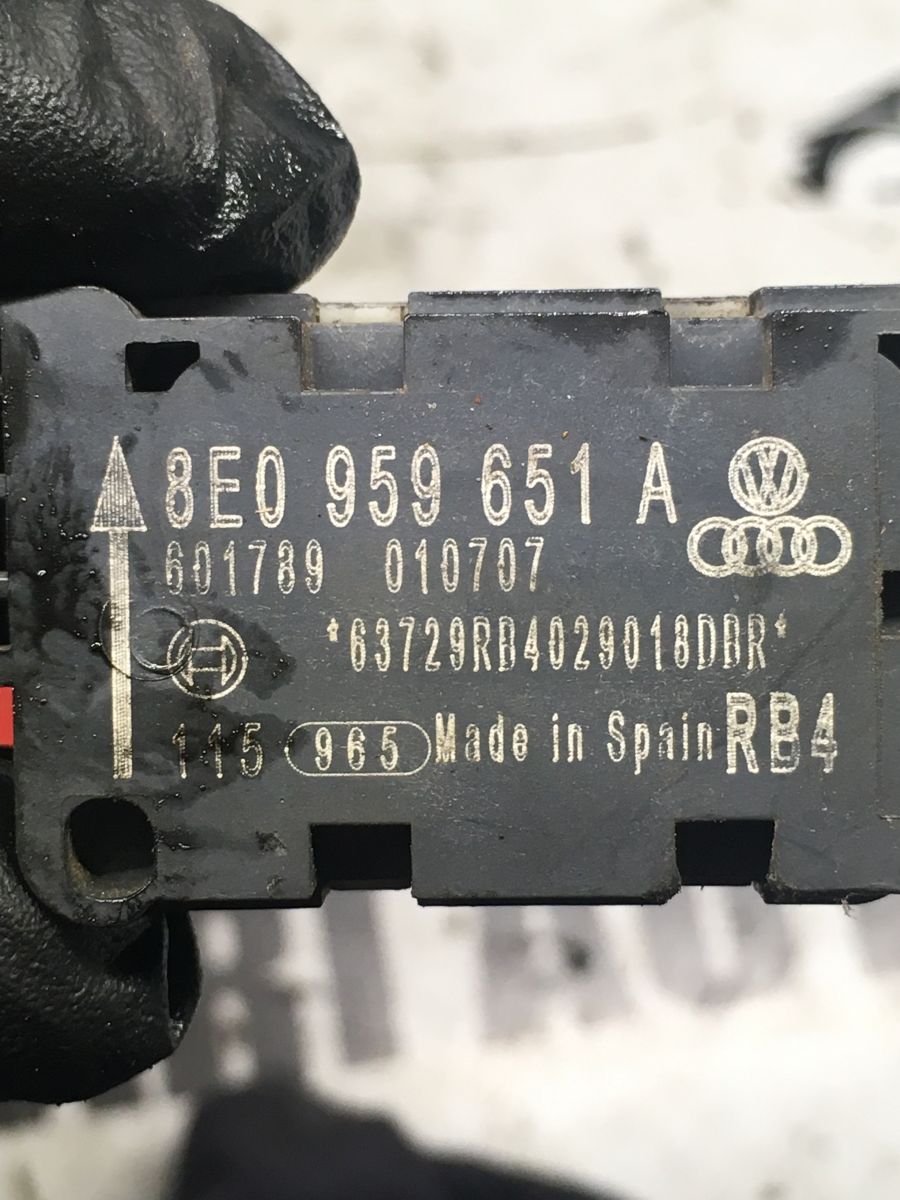 8E0 959 651 A
601789 010707
*63729RB4029018DBR*
115 965 Made in Spain RB4